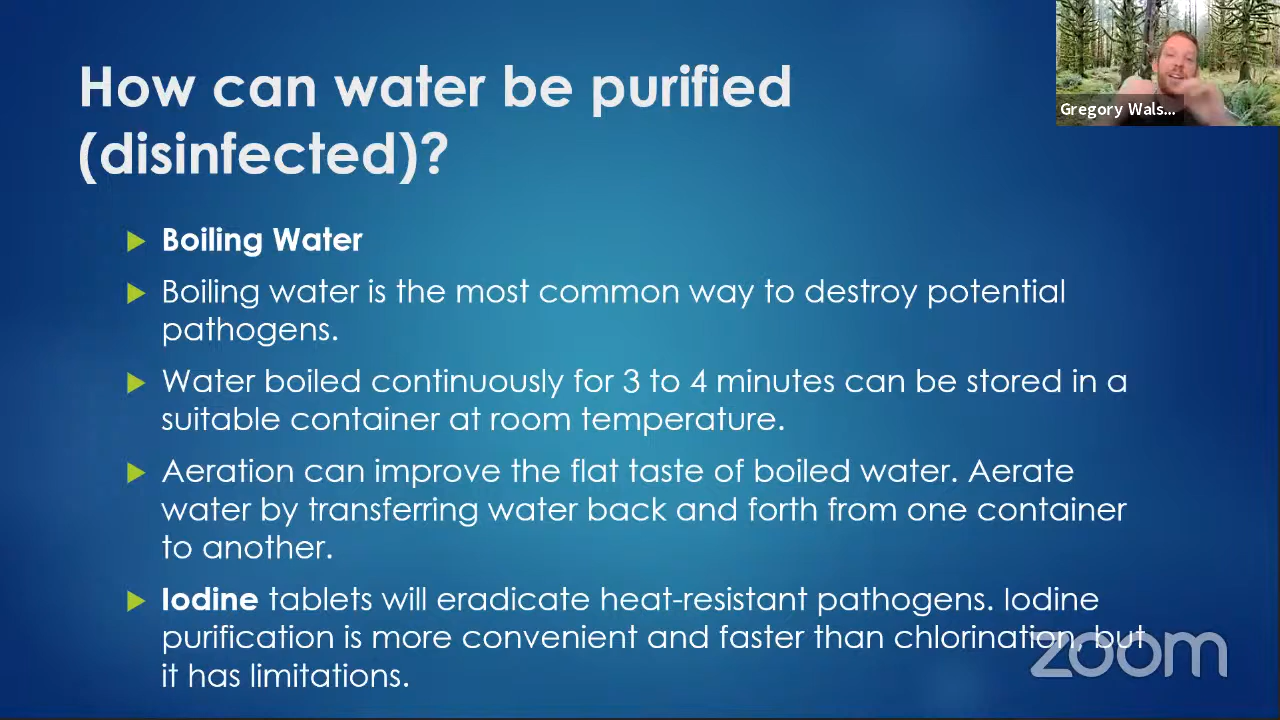 How can water be purified
(disinfected)?
Boiling Water
Boiling water is the most common way to destroy potential
pathogens.
Water boiled continuously for 3 to 4 minutes can be stored in a
suitable container at room temperature.
Aeration can improve the flat taste of boiled water. Aerate
water by transferring water back and forth from one container
to another.
Iodine tablets will eradicate heat-resistant pathogens. Iodine
purification is more convenient and faster than chlorination, but
it has limitations.
Gregory Wals...
zoom